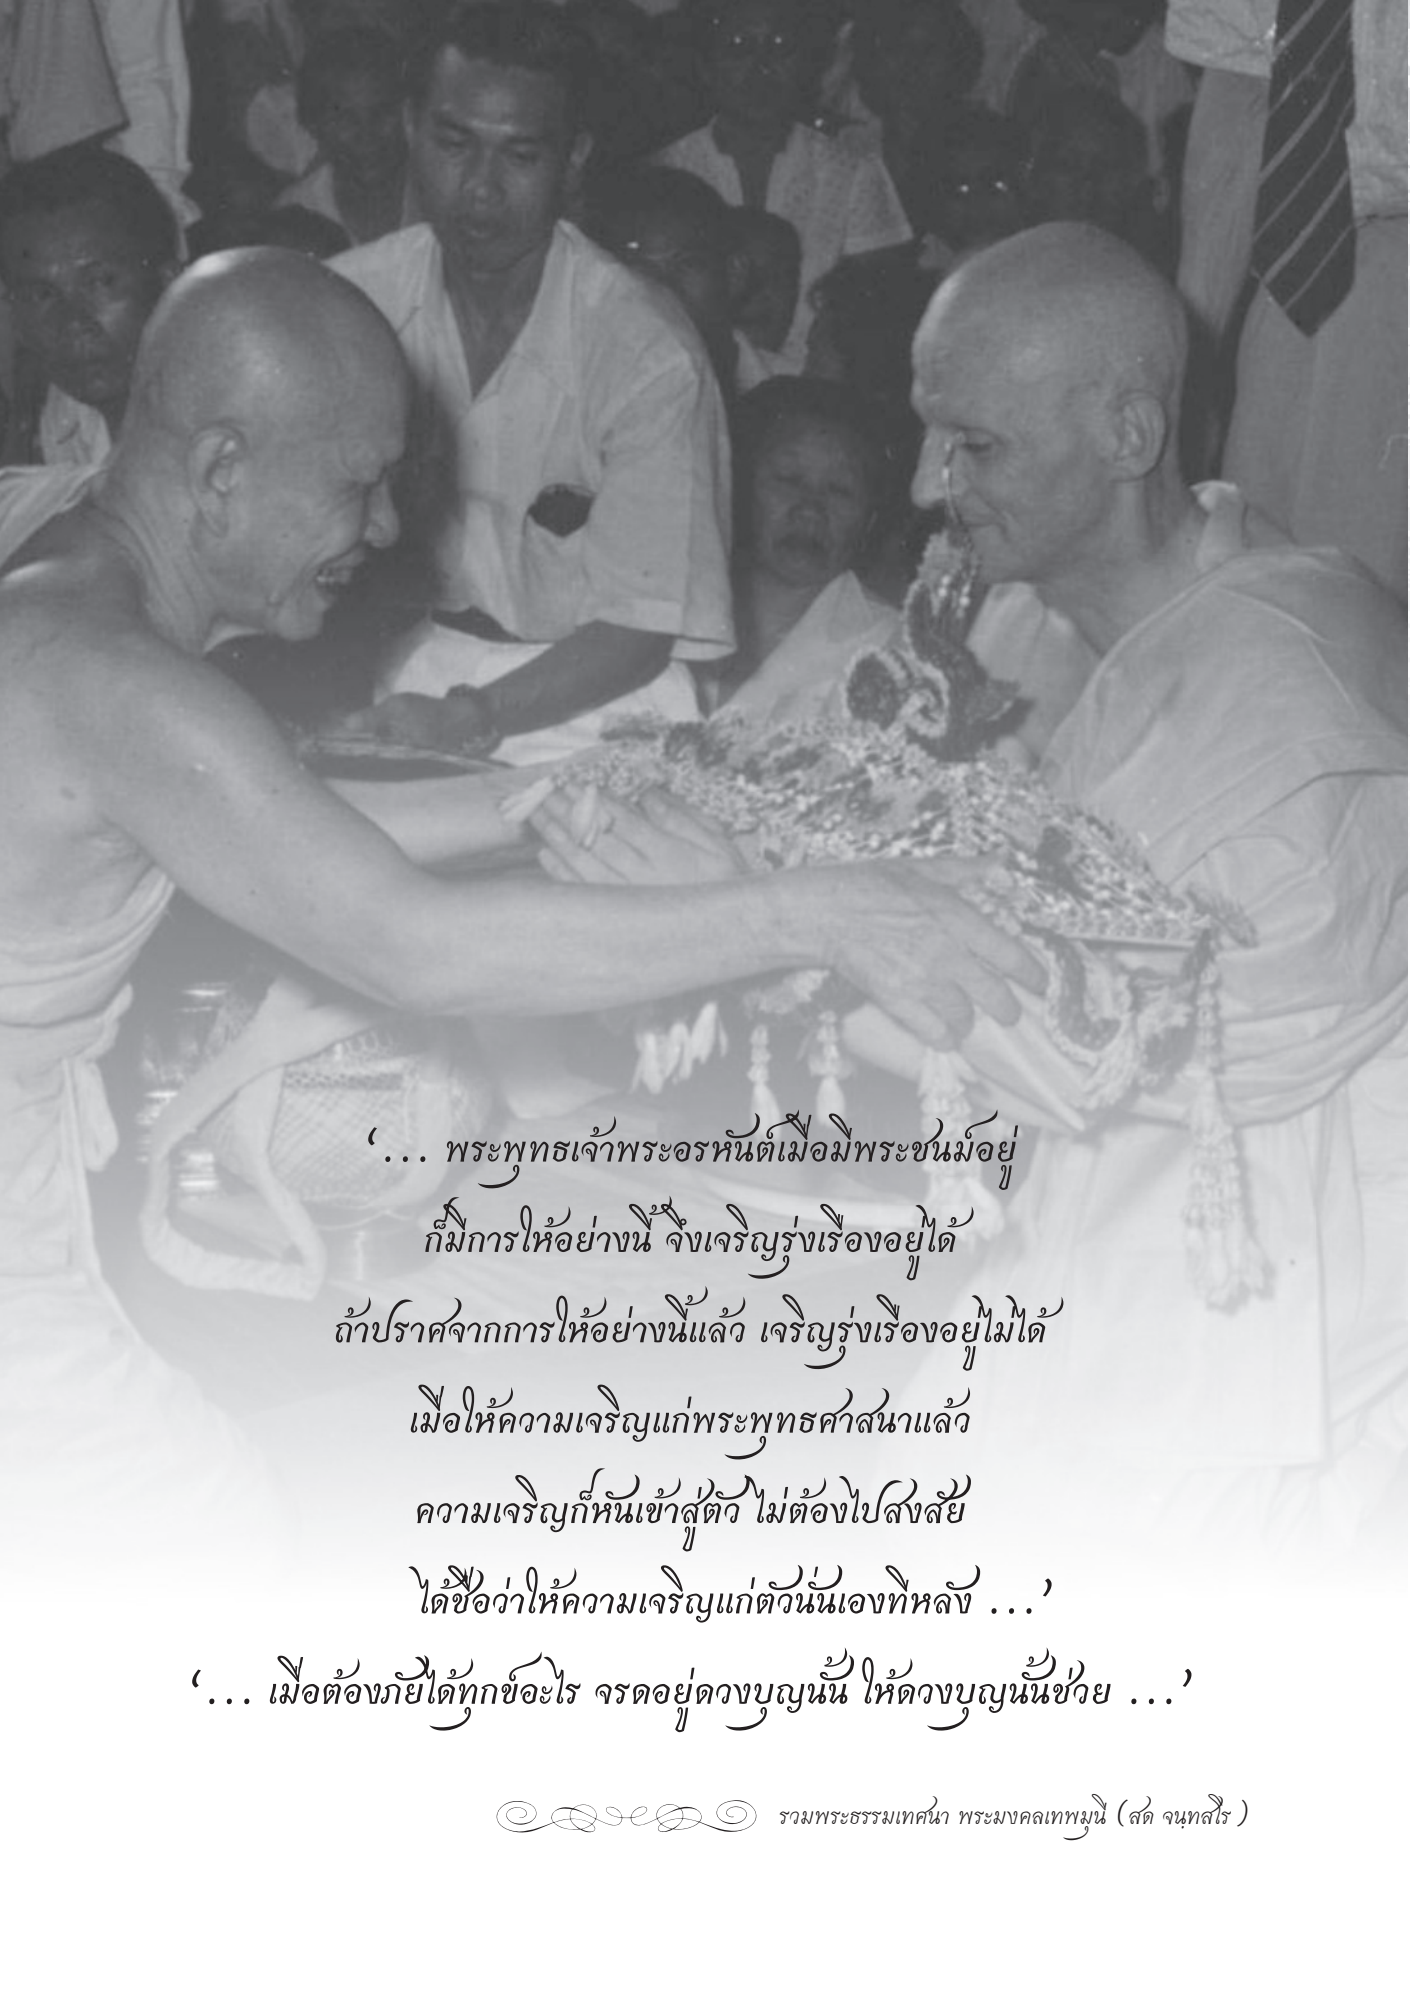 ‘... พระพุทธเจ้าพระอรหันต์เมื่อมีพระชนม์อยู่
ก็มีการให้อย่างนี้ จึงเจริญรุ่งเรืองอยู่ได้
ถ้าปราศจากการให้อย่างนี้แล้ว เจริญรุ่งเรืองอยู่ไม่ได้
เมื่อให้ความเจริญแก่พระพุทธศาสนาแล้ว
ความเจริญก็หันเข้าสู่ตัว ไม่ต้องไปสงสัย
ได้ชื่อว่าให้ความเจริญแก่ตัวนั่นเองทีหลัง ...’
‘... เมื่อต้องภัยได้ทุกข์อะไร จรดอยู่ดวงบุญนั้น ให้ดวงบุญนั้นช่วย ...’
รวมพระธรรมเทศนา พระมงคลเทพมุนี (สด จนฺทสโร )